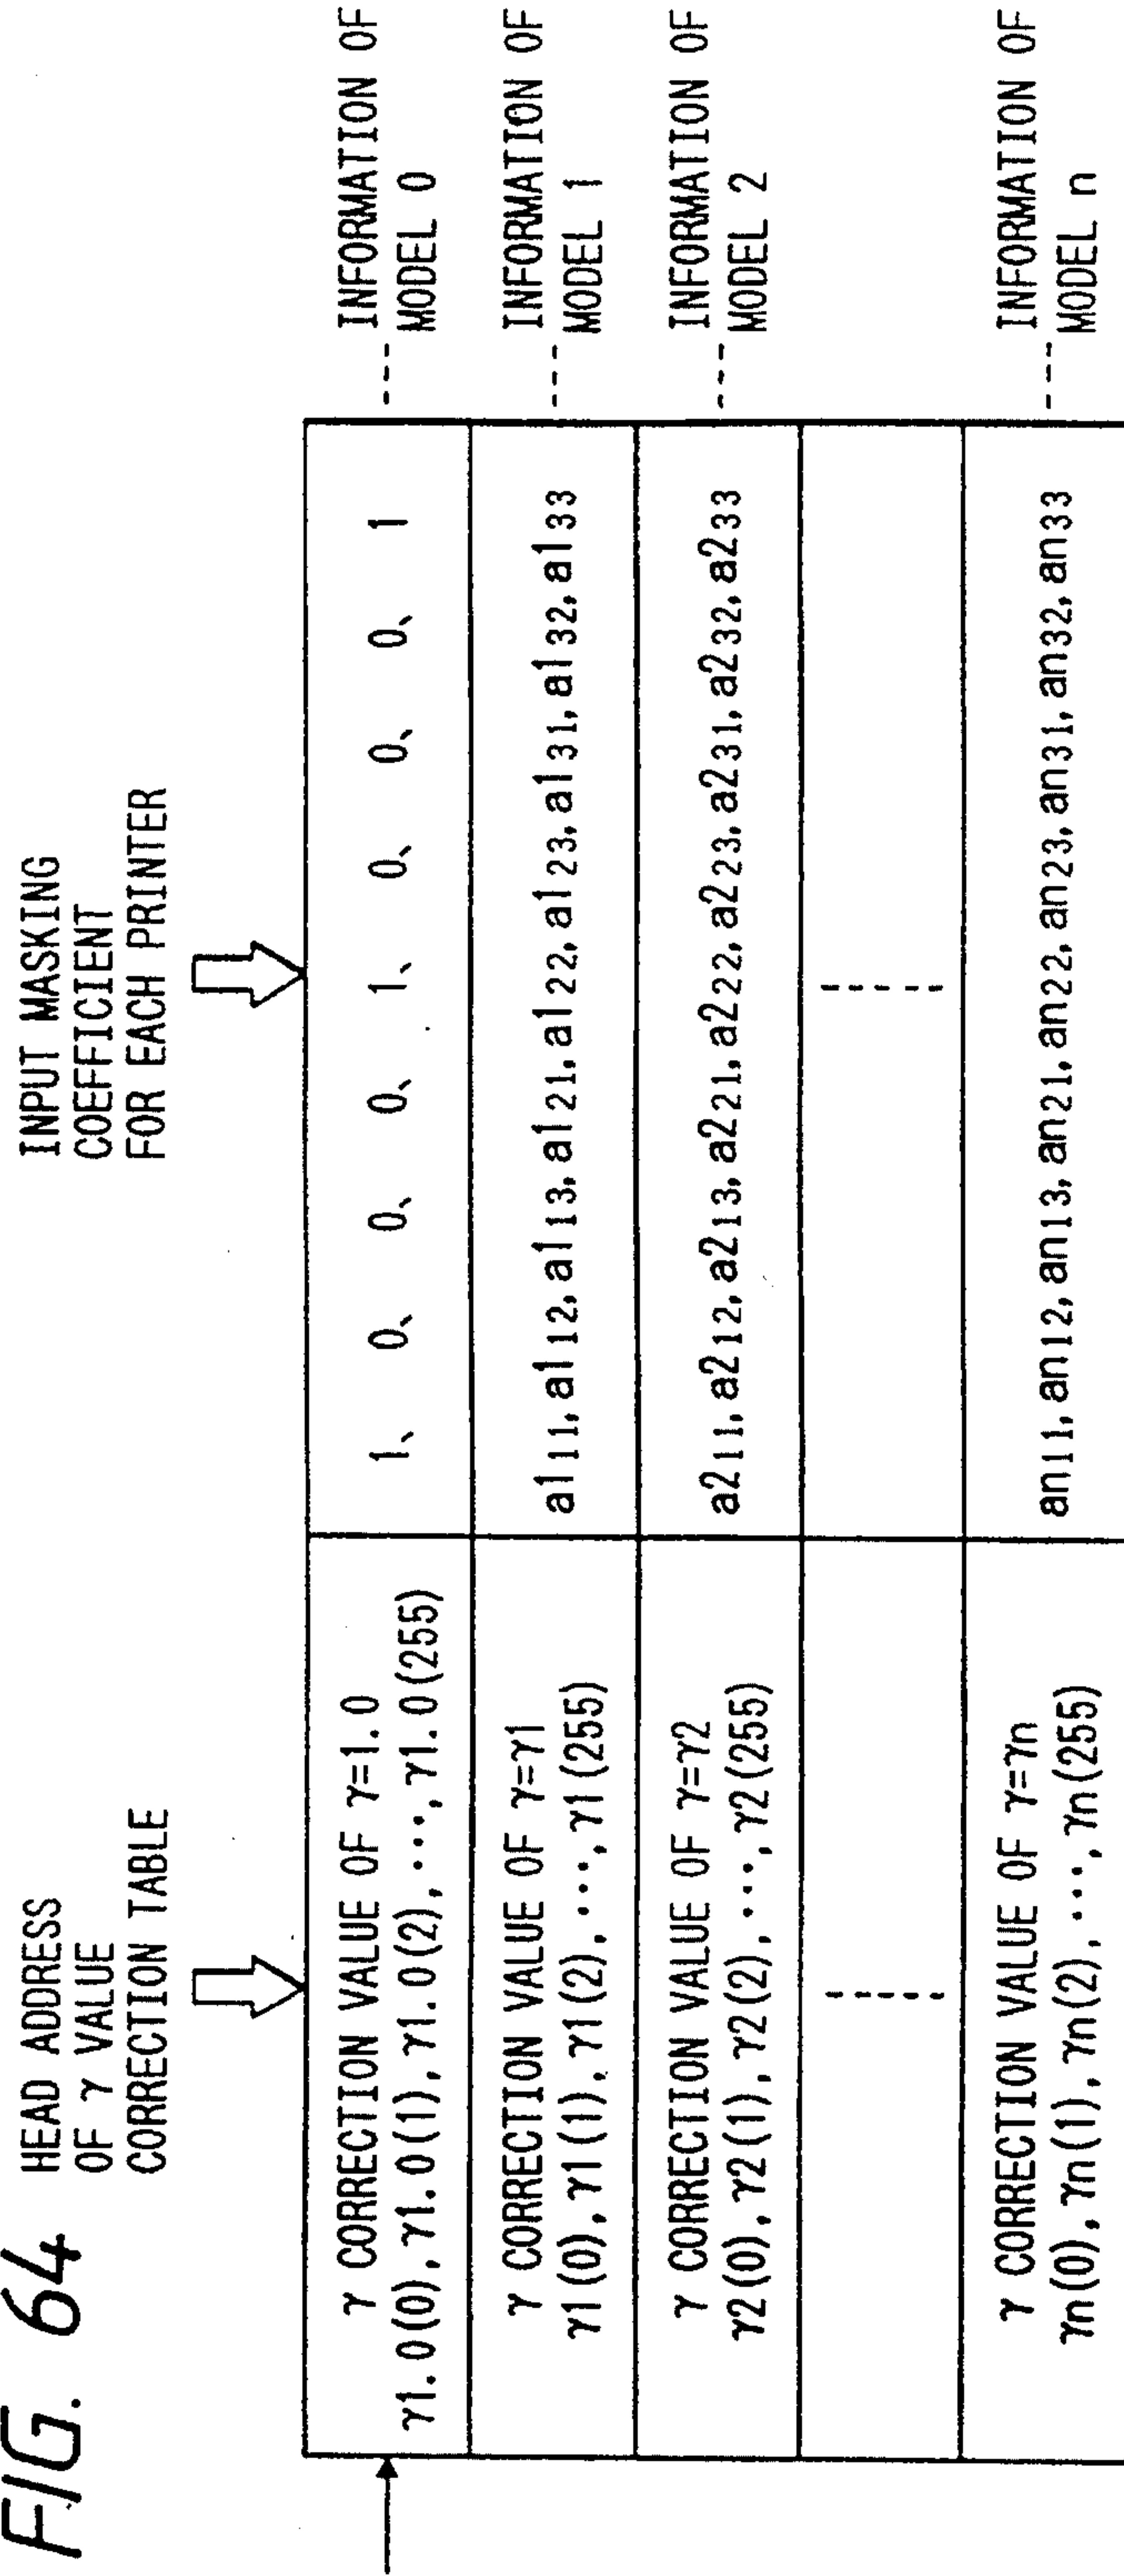 FIG. 64
HEAD ADDRESS
OF γ VALUE
CORRECTION TABLE
INPUT MASKING
COEFFICIENT
FOR EACH PRINTER
γ CORRECTION VALUE OF γ=1.0
γ1.0(0), γ1.0(1), γ1.0(2), ···, γ1.0(255)
1、 0、 0、 0、 1、 0、 0、 0、 1
---- INFORMATION OF
MODEL 0
γ CORRECTION VALUE OF γ=γ1
γ1(0), γ1(1), γ1(2), ···, γ1(255)
a111, a112, a113, a121, a122, a123, a131, a132, a133
---- INFORMATION OF
MODEL 1
γ CORRECTION VALUE OF γ=γ2
γ2(0), γ2(1), γ2(2), ···, γ2(255)
a211, a212, a213, a221, a222, a223, a231, a232, a233
---- INFORMATION OF
MODEL 2
γ CORRECTION VALUE OF γ=γn
γn(0), γn(1), γn(2), ···, γn(255)
an11, an12, an13, an21, an22, an23, an31, an32, an33
---- INFORMATION OF
MODEL n